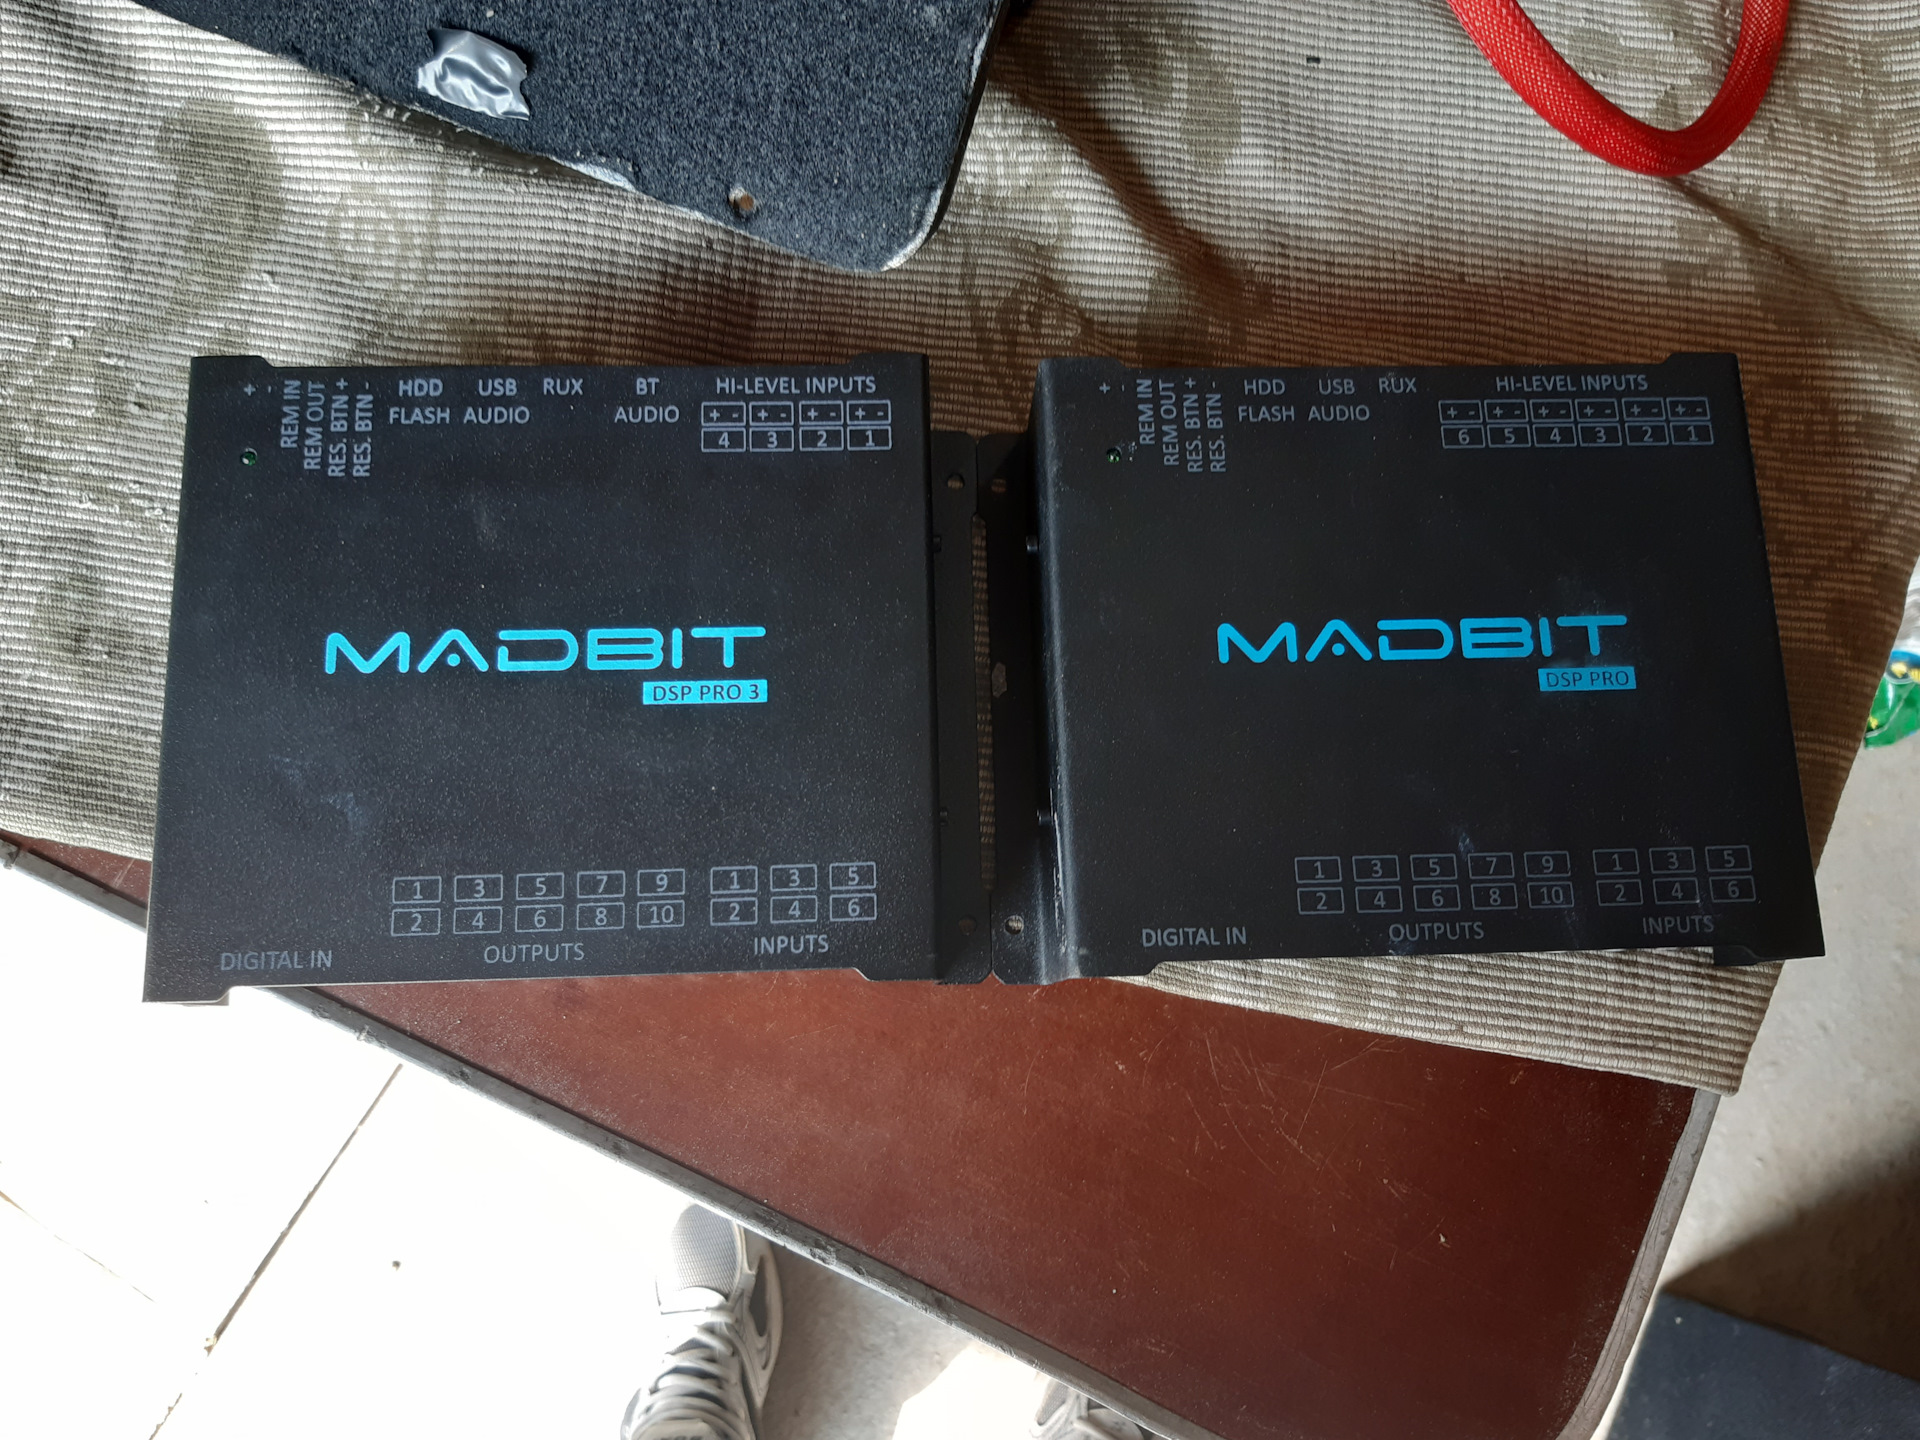 + -
REM IN
REM OUT
RES. BTN +
RES. BTN -
HDD USB RUX BT
FLASH AUDIO AUDIO
HI-LEVEL INPUTS
+ - + - + - + -
4 3 2 1
MADBIT
DSP PRO 3
1 3 5 7 9 1 3 5
2 4 6 8 10 2 4 6
DIGITAL IN OUTPUTS INPUTS
+ -
REM IN
REM OUT
RES. BTN +
RES. BTN -
HDD USB RUX
FLASH AUDIO
HI-LEVEL INPUTS
+ - + - + - + - + - + -
6 5 4 3 2 1
MADBIT
DSP PRO
1 3 5 7 9 1 3 5
2 4 6 8 10 2 4 6
DIGITAL IN OUTPUTS INPUTS